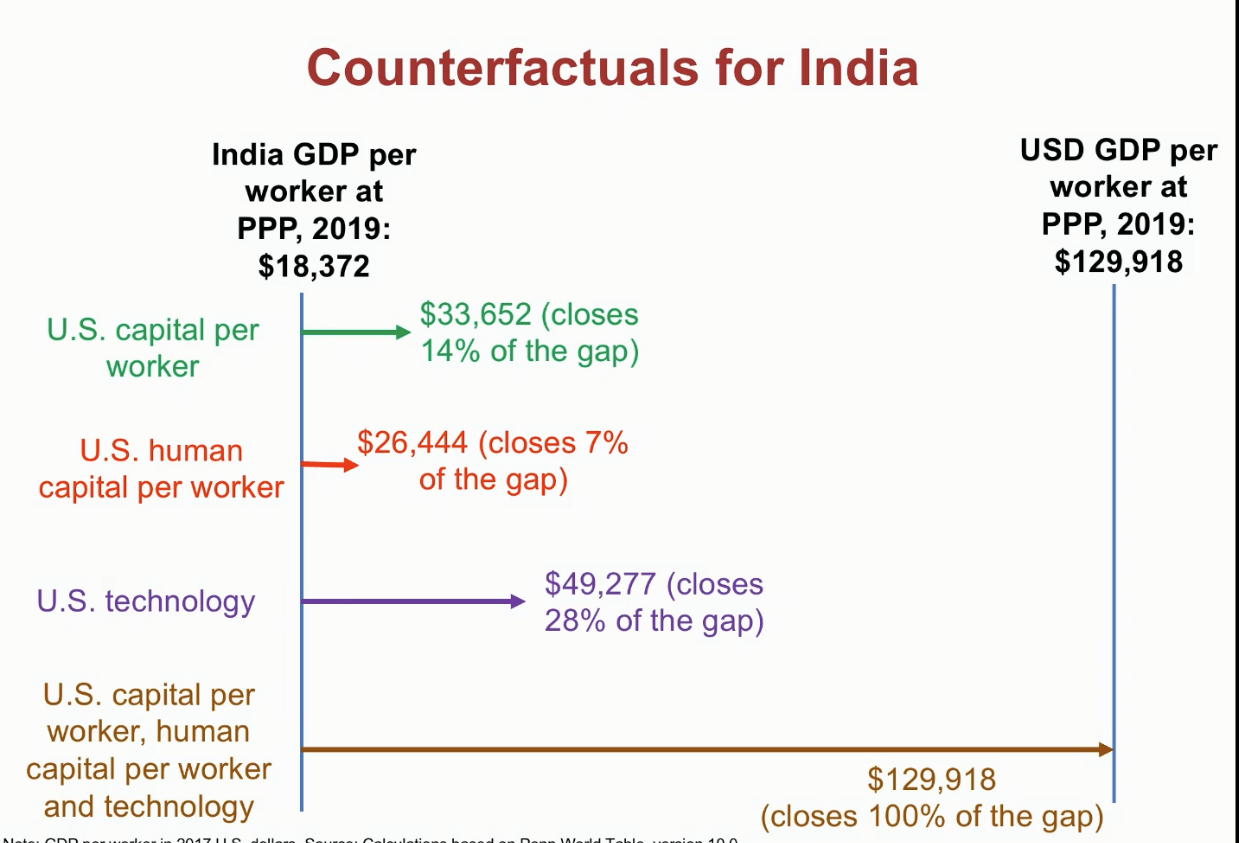 Counterfactuals for India
India GDP per
worker at
PPP, 2019:
$18,372
USD GDP per
worker at
PPP, 2019:
$129,918
U.S. capital per
worker
$33,652 (closes
14% of the gap)
U.S. human
capital per worker
$26,444 (closes 7%
of the gap)
U.S. technology
$49,277 (closes
28% of the gap)
U.S. capital per
worker, human
capital per worker
and technology
$129,918
(closes 100% of the gap)
Note: GDP per worker in 2017 U.S. dollars. Source: Calculations based on Penn World Table, version 10.0